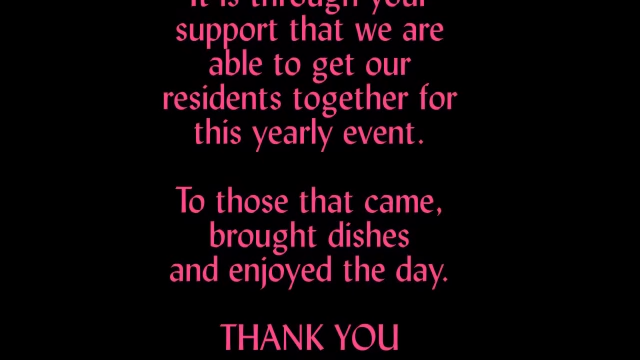 It is through your
support that we are
able to get our
residents together for
this yearly event.
To those that came,
brought dishes
and enjoyed the day.
THANK YOU